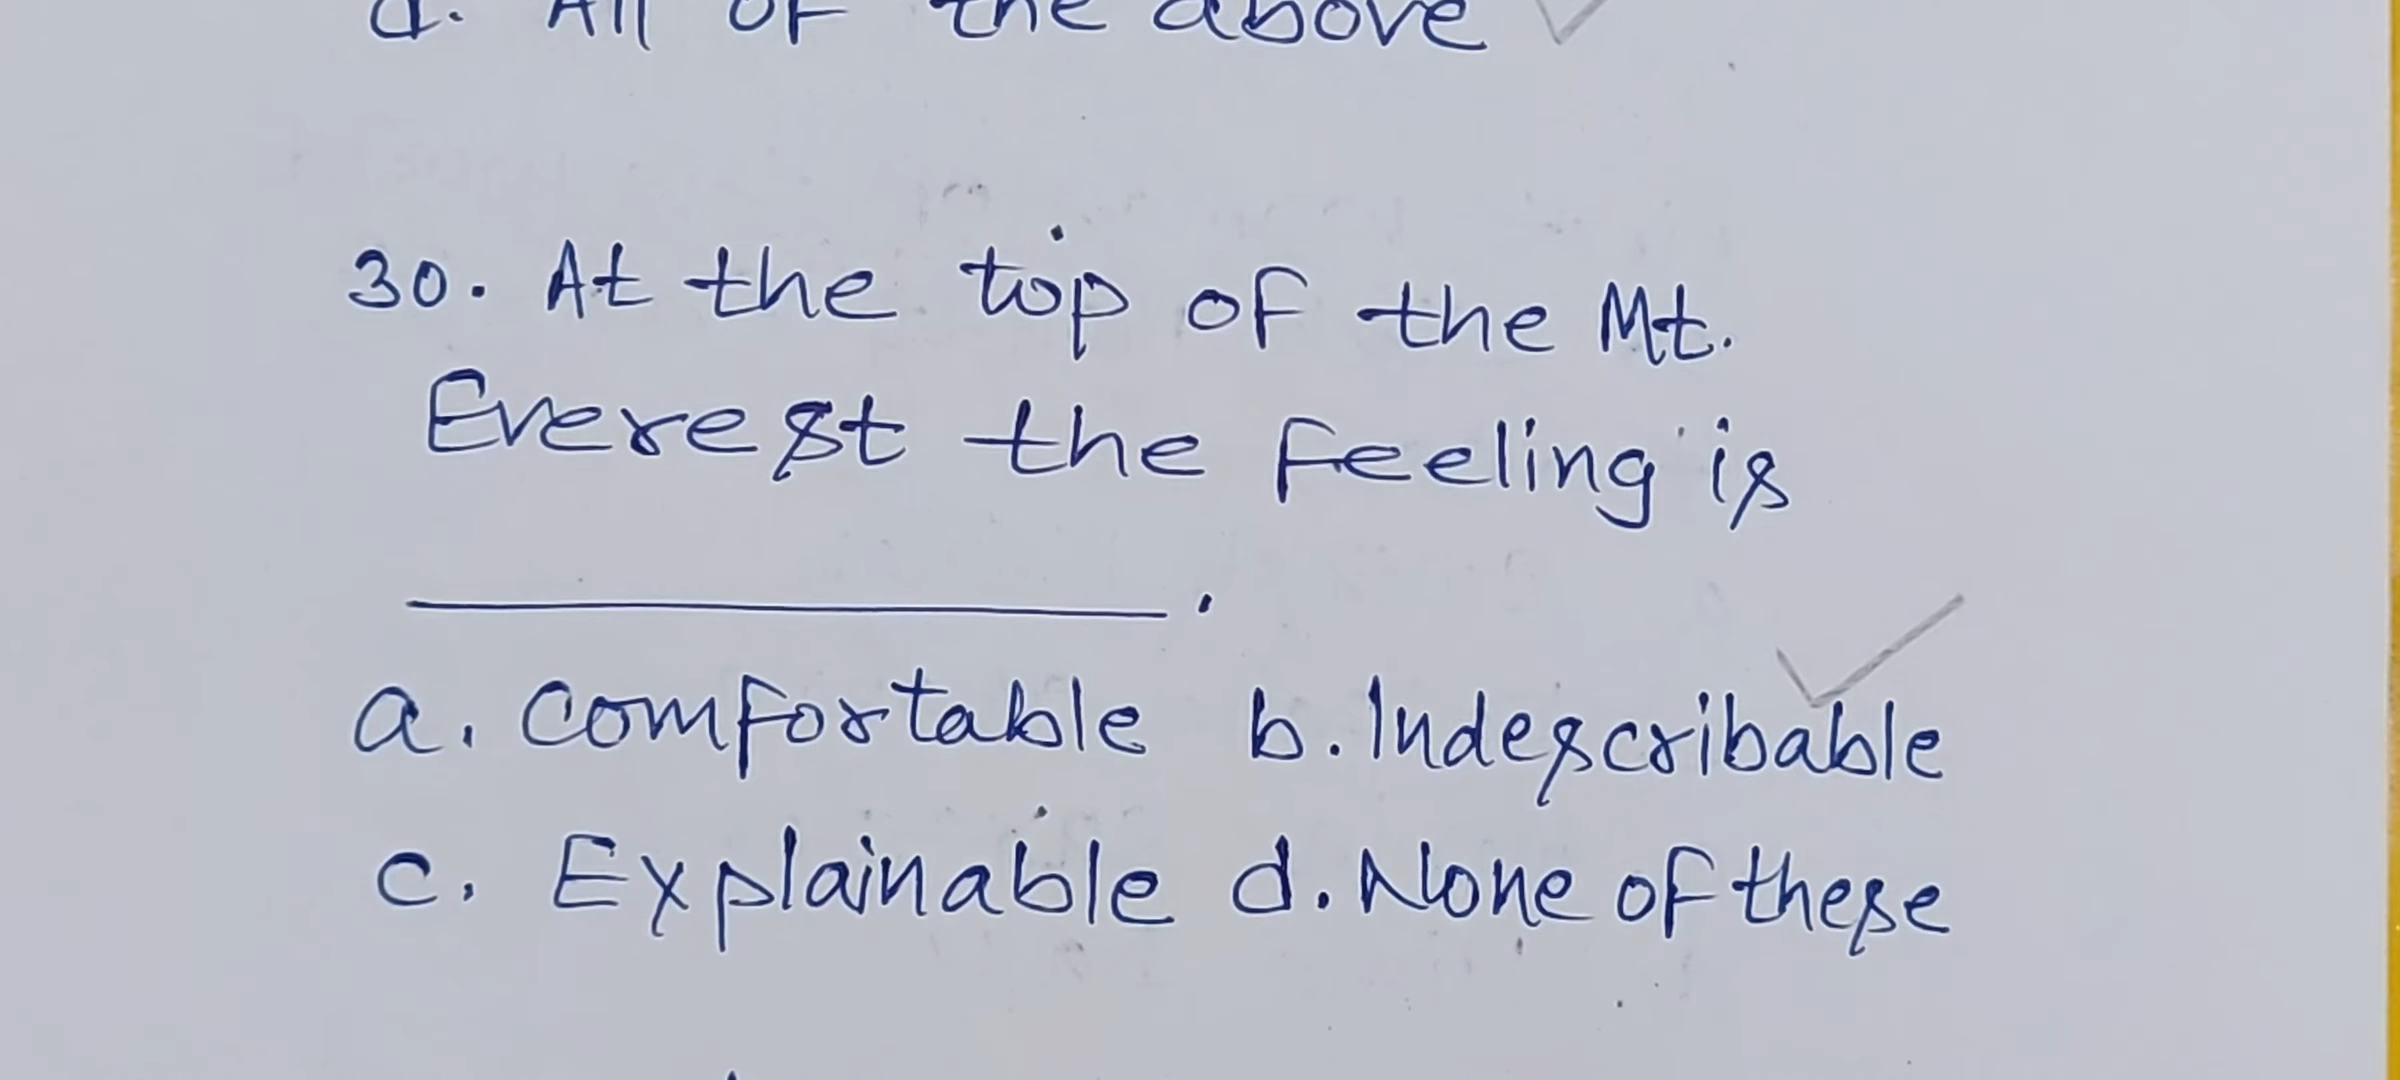 d. All of the above
30. At the top of the Mt.
Everest the feeling is
__________.
a. Comfortable b. Indescribable
c. Explainable d. None of these